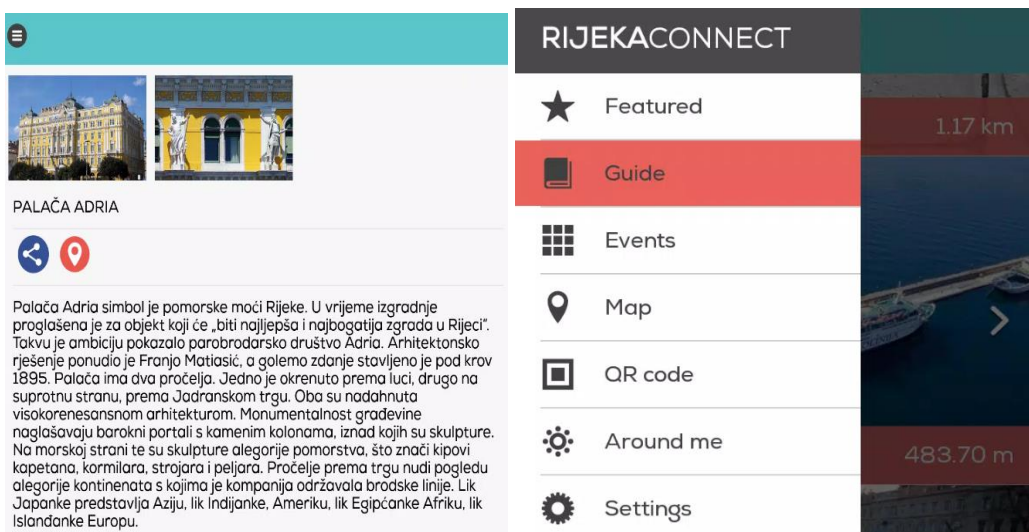 PALAČA ADRIA
Palača Adria simbol je pomorske moći Rijeke. U vrijeme izgradnje
proglašena je za objekt koji će „biti najljepša i najbogatija zgrada u Rijeci“.
Takvu je ambiciju pokazalo parobrodarsko društvo Adria. Arhitektonsko
rješenje ponudio je Franjo Matiasić, a golemo zdanje stavljeno je pod krov
1895. Palača ima dva pročelja. Jedno je okrenuto prema luci, drugo na
suprotnu stranu, prema Jadranskom trgu. Oba su nadahnuta
visokorenesansnom arhitekturom. Monumentalnost građevine
naglašavaju barokni portali s kamenim kolonama, iznad kojih su skulpture.
Na morskoj strani te su skulpture alegorije pomorstva, što znači kipovi
kapetana, kormilara, strojara i peljara. Pročelje prema trgu nudi pogledu
alegorije kontinenata s kojima je kompanija održavala brodske linije. Lik
Japanke predstavlja Aziju, lik Indijanke, Ameriku, lik Egipćanke Afriku, lik
Islanđanke Europu.
RIJEKACONNECT
Featured
Guide
Events
Map
QR code
Around me
Settings
1.17 km
483.70 m